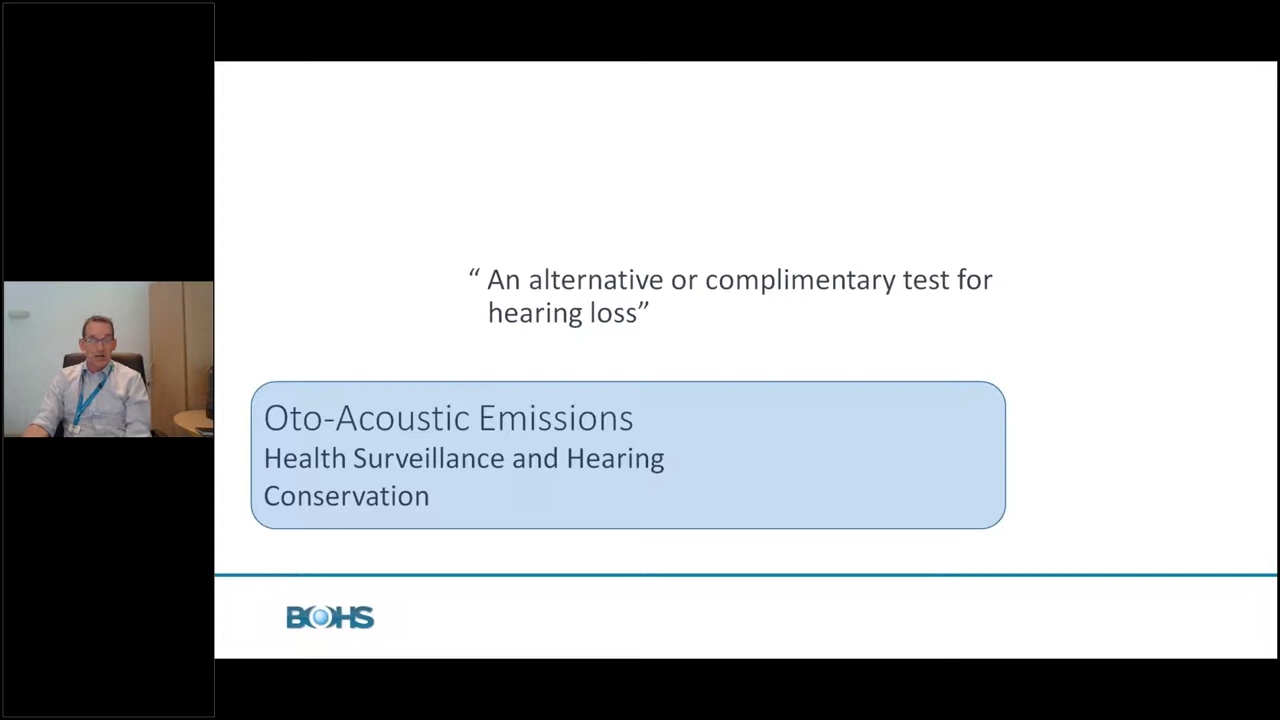 “ An alternative or complimentary test for
hearing loss”
Oto-Acoustic Emissions
Health Surveillance and Hearing
Conservation
BOHS